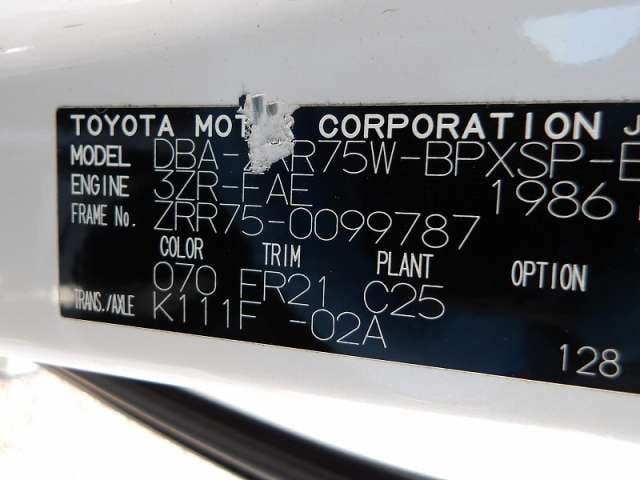 TOYOTA MOTOR CORPORATION J
MODEL DBA-ZRR75W-BPXSP-E
ENGINE 3ZR-FAE 1986
FRAME No. ZRR75-0099787
COLOR TRIM PLANT OPTION
070 FR21 C25
TRANS./AXLE K111F -02A
128